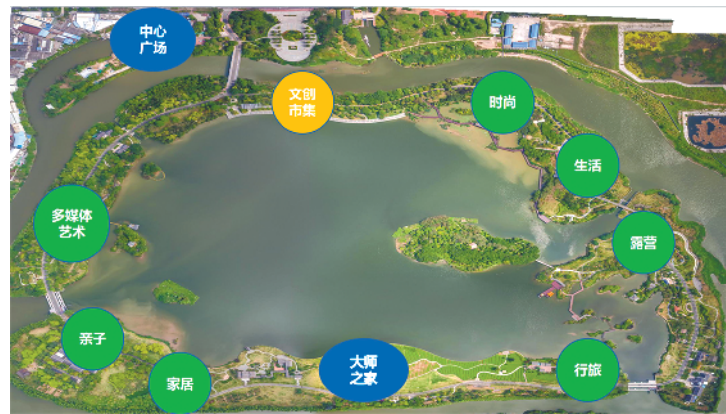 中心
广场
文创
市集
时尚
生活
多媒体
艺术
露营
亲子
家居
大师
之家
行旅